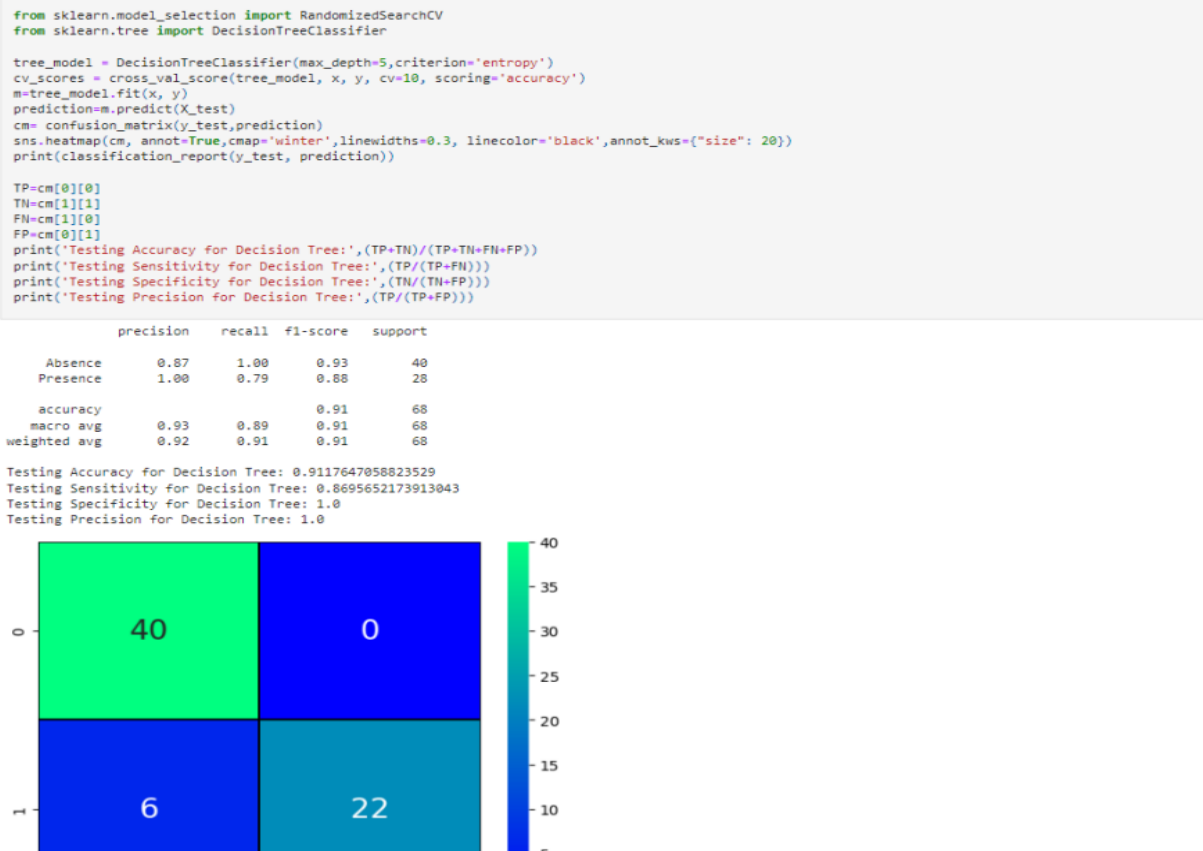 from sklearn.model_selection import RandomizedSearchCV
from sklearn.tree import DecisionTreeClassifier
tree_model = DecisionTreeClassifier(max_depth=5,criterion='entropy')
cv_scores = cross_val_score(tree_model, x, y, cv=10, scoring='accuracy')
m=tree_model.fit(x, y)
prediction=m.predict(X_test)
cm= confusion_matrix(y_test,prediction)
sns.heatmap(cm, annot=True,cmap='winter',linewidths=0.3, linecolor='black',annot_kws={"size": 20})
print(classification_report(y_test, prediction))
TP=cm[0][0]
TN=cm[1][1]
FN=cm[1][0]
FP=cm[0][1]
print('Testing Accuracy for Decision Tree:',(TP+TN)/(TP+TN+FN+FP))
print('Testing Sensitivity for Decision Tree:',(TP/(TP+FN)))
print('Testing Specificity for Decision Tree:',(TN/(TN+FP)))
print('Testing Precision for Decision Tree:',(TP/(TP+FP)))
precision recall f1-score support
Absence 0.87 1.00 0.93 40
Presence 1.00 0.79 0.88 28
accuracy 0.91 68
macro avg 0.93 0.89 0.91 68
weighted avg 0.92 0.91 0.91 68
Testing Accuracy for Decision Tree: 0.9117647058823529
Testing Sensitivity for Decision Tree: 0.8695652173913043
Testing Specificity for Decision Tree: 1.0
Testing Precision for Decision Tree: 1.0
0
40 0
1
6 22
40
35
30
25
20
15
10